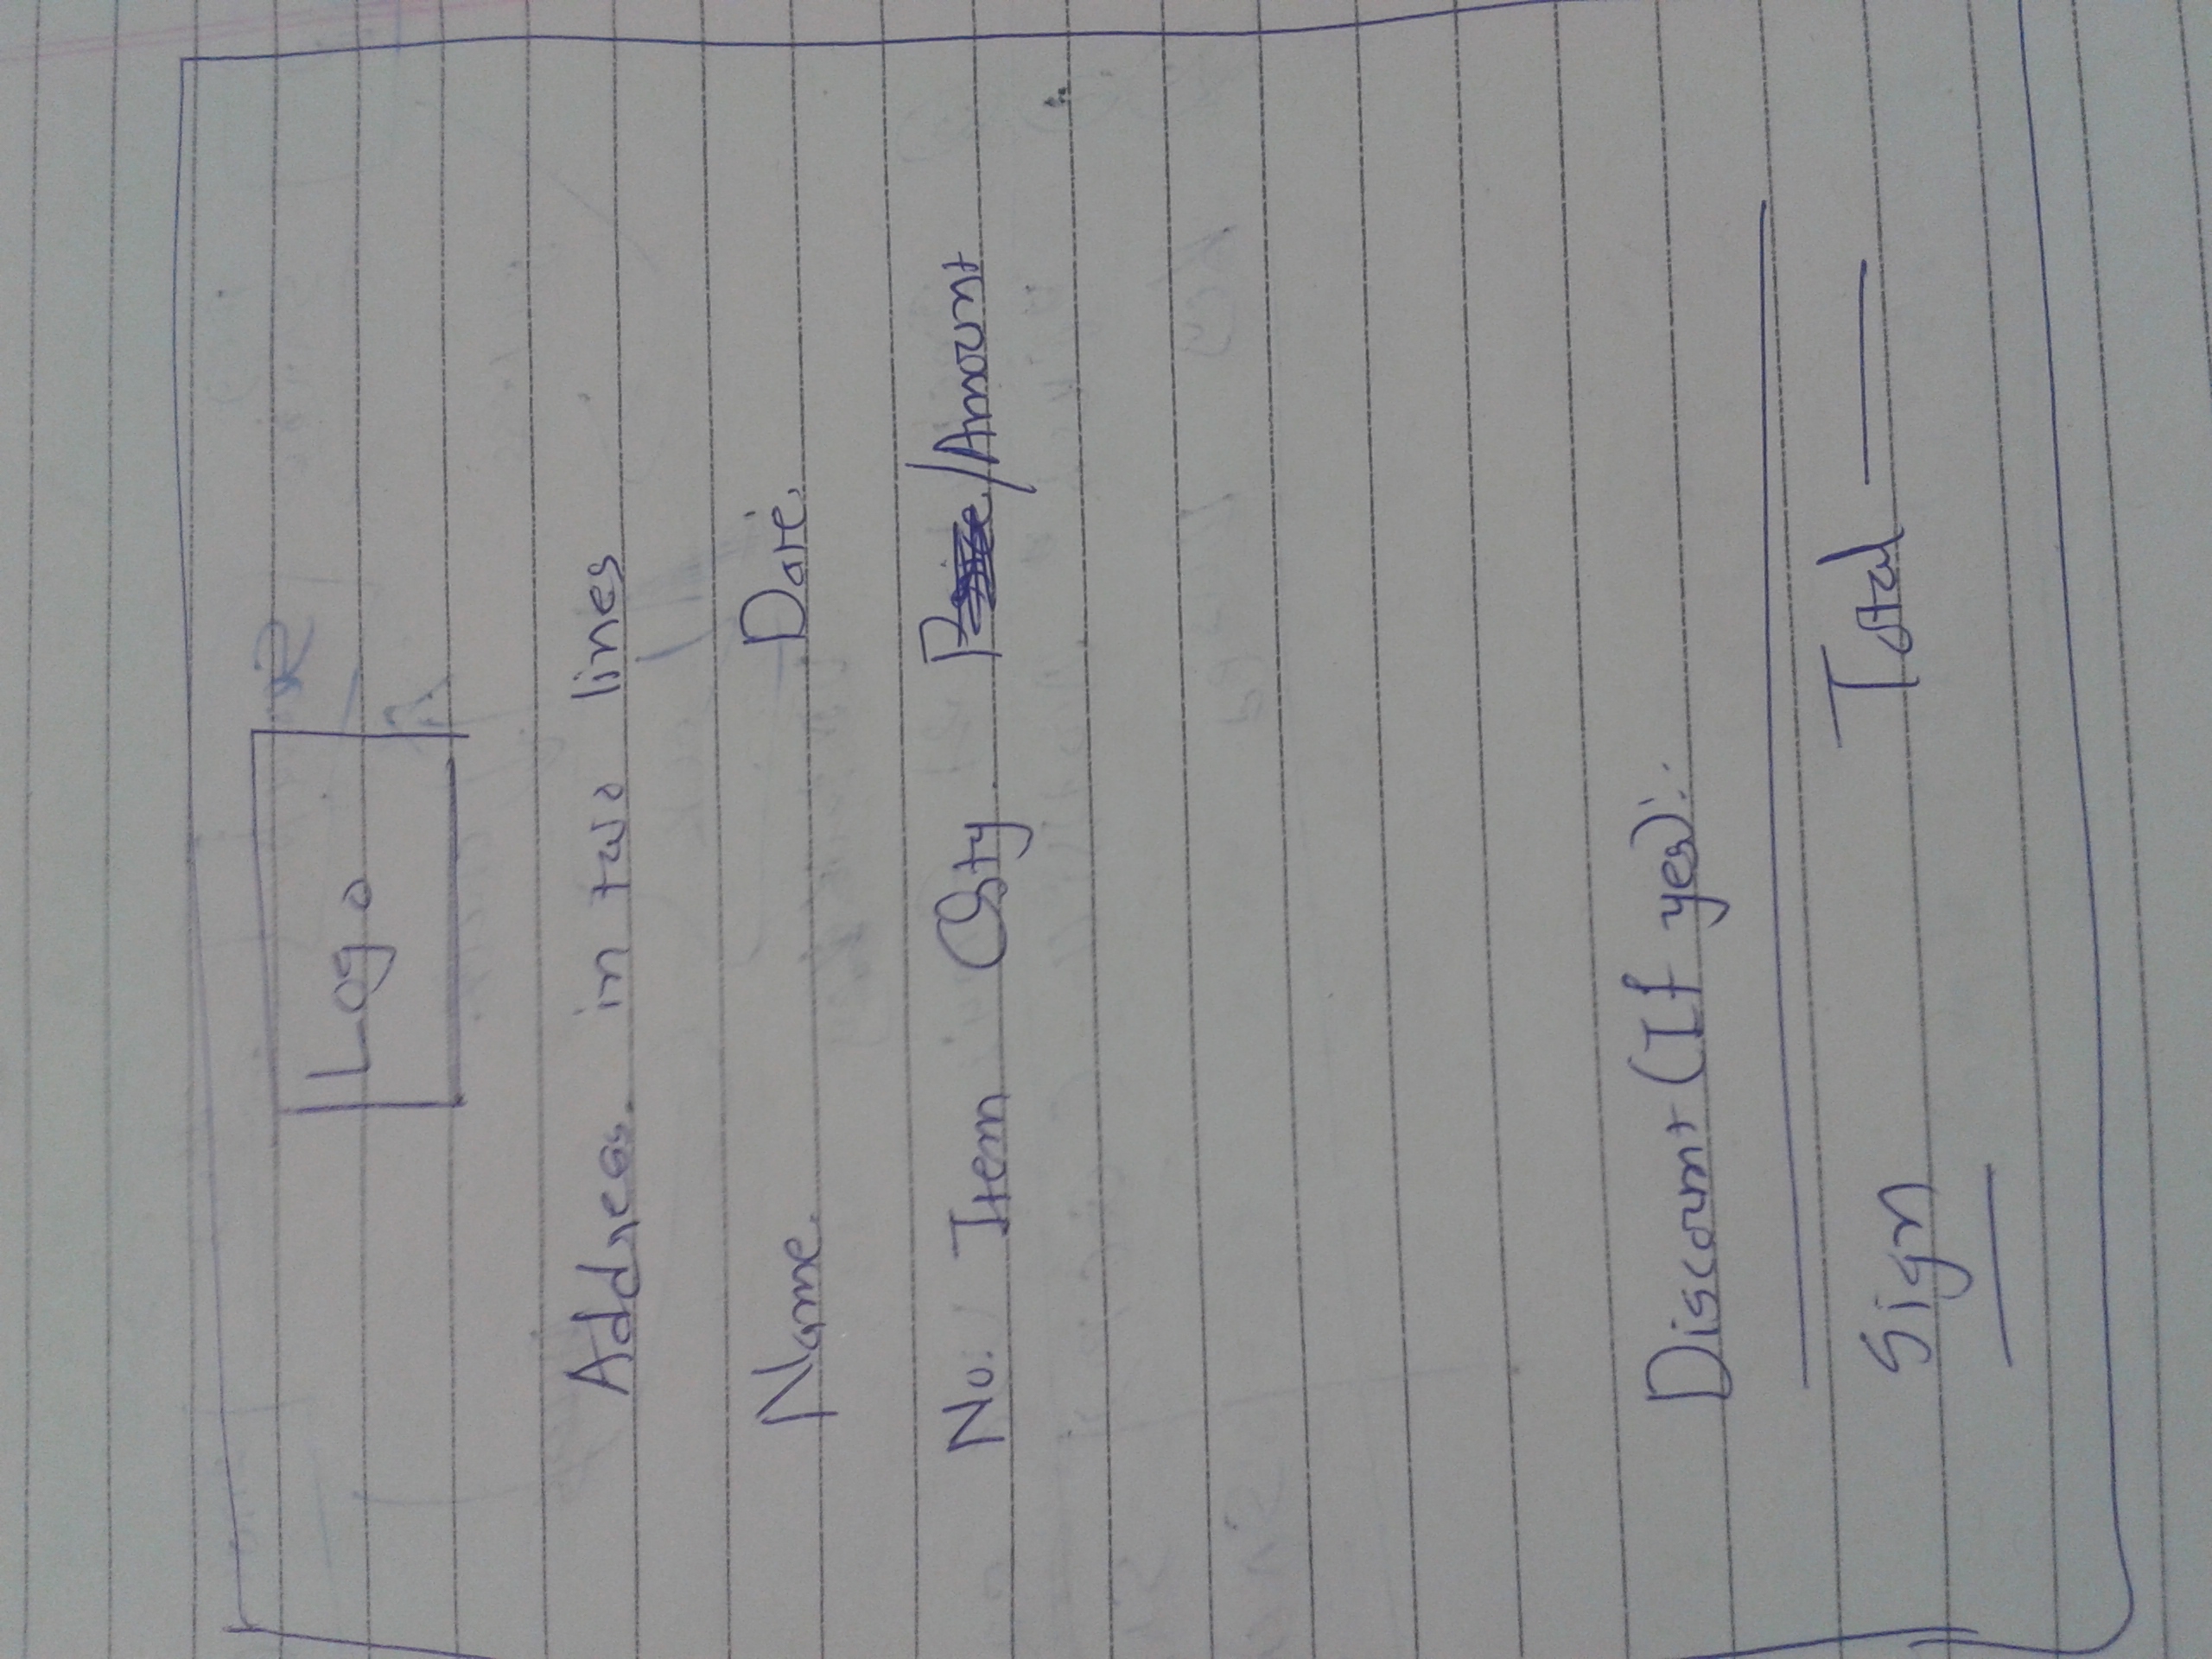 Logo
Address. in two lines
Name. Date.
No. Item Qty. Price/Amount
Discount (If yes):.
Total
Sign